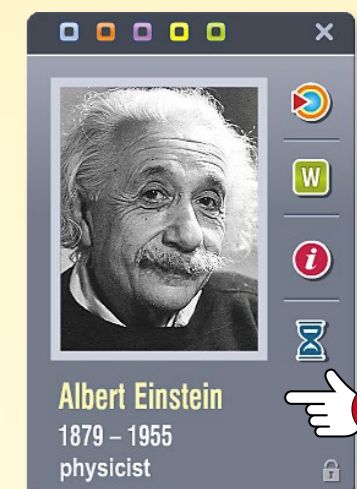 W
i
Albert Einstein
1879 – 1955
physicist